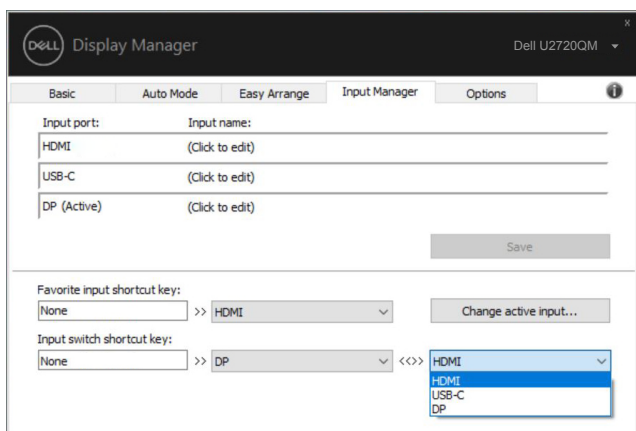 x
DELL Display Manager Dell U2720QM
Basic Auto Mode Easy Arrange Input Manager Options i
Input port: Input name:
HDMI (Click to edit)
USB-C (Click to edit)
DP (Active) (Click to edit)
Save
Favorite input shortcut key:
None >> HDMI Change active input...
Input switch shortcut key:
None >> DP <<>> HDMI
HDMI
USB-C
DP